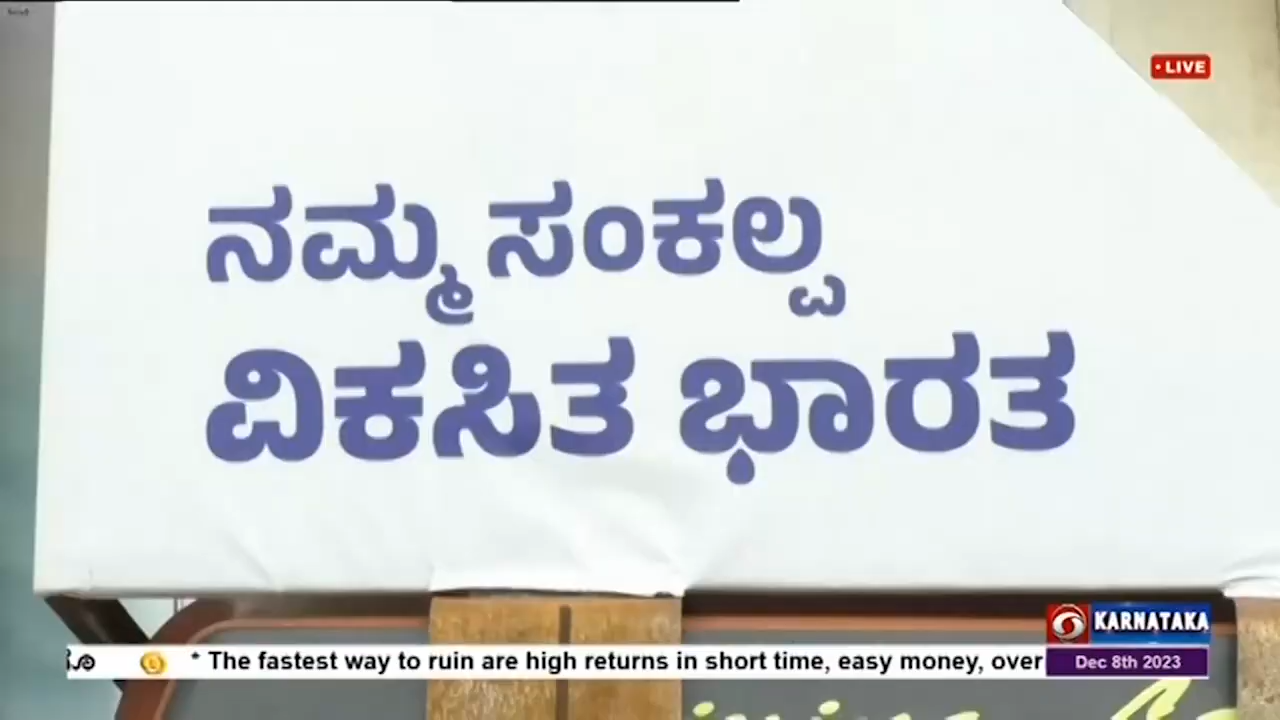 LIVE
ನಮ್ಮ ಸಂಕಲ್ಪ
ವಿಕಸಿತ ಭಾರತ
KARNATAKA
* The fastest way to ruin are high returns in short time, easy money, over
Dec 8th 2023